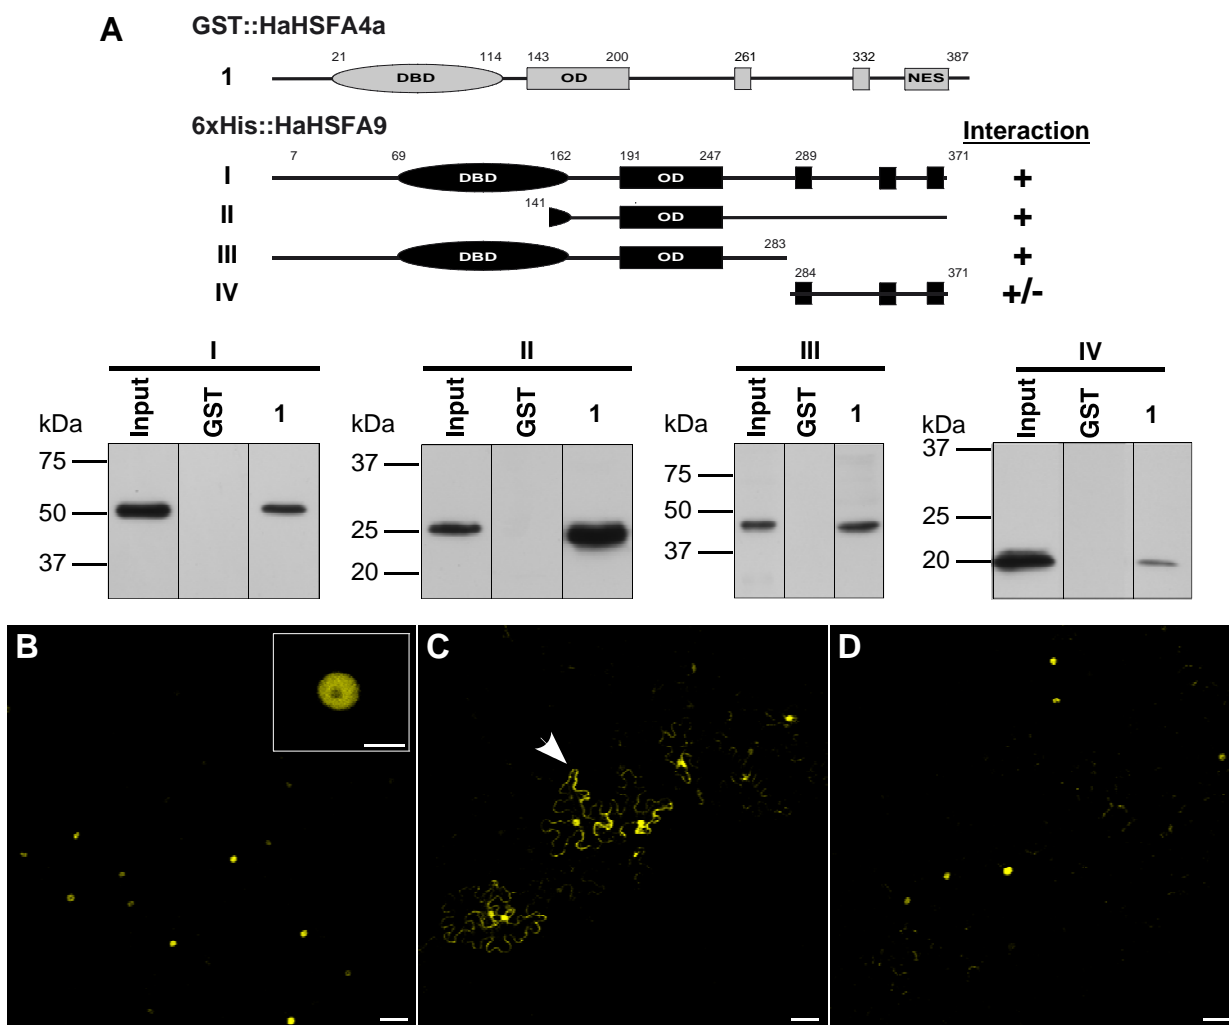 A
GST::HaHSFA4a
21 114 143 200 261 332 387
1 DBD OD NES
6xHis::HaHSFA9
Interaction
7 69 162 191 247 289 371
I DBD OD +
141
II OD +
283
III DBD OD +
284 371
IV +/-
I II III IV
Input GST 1 Input GST 1 Input GST 1 Input GST 1
kDa kDa kDa kDa
75 50 37
37 25 20
75 50 37
37 25 20
B C D